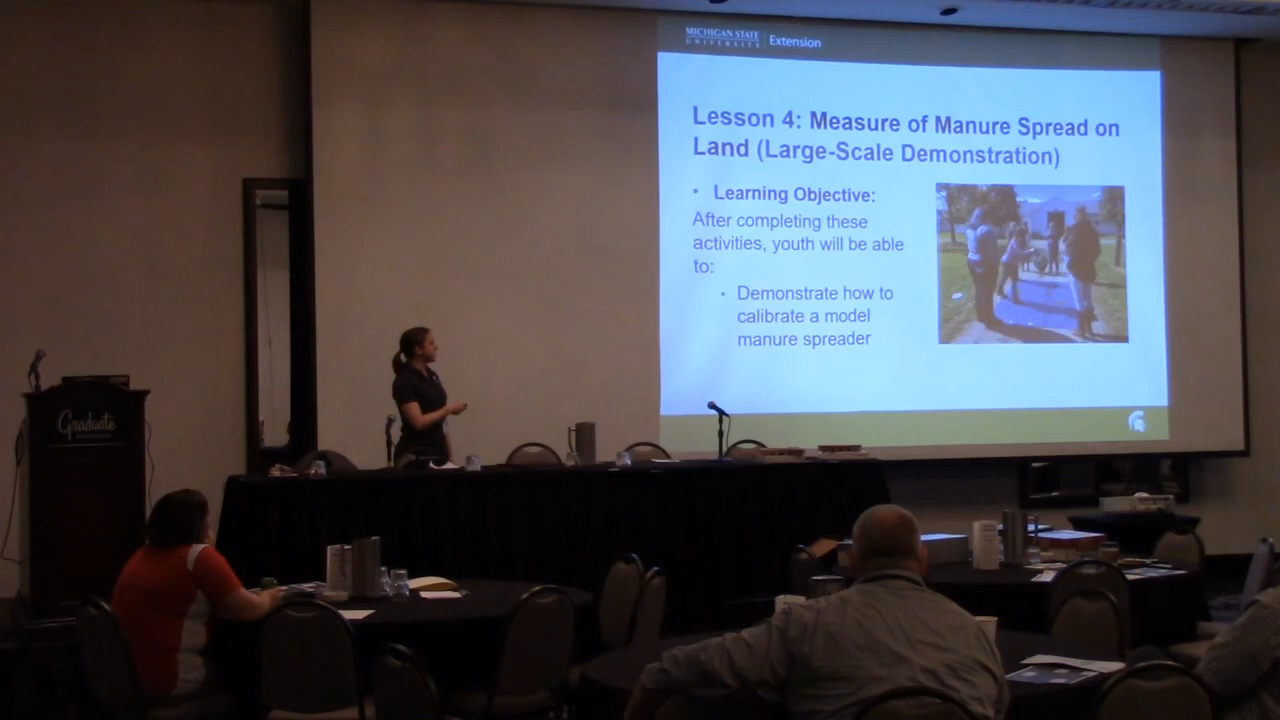 MICHIGAN STATE
UNIVERSITY
Extension
Lesson 4: Measure of Manure Spread on
Land (Large-Scale Demonstration)
• Learning Objective:
After completing these
activities, youth will be able
to:
• Demonstrate how to
calibrate a model
manure spreader
Graduate